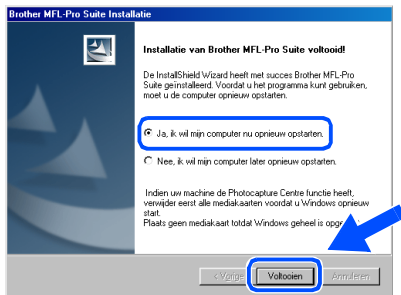 Brother MFL-Pro Suite Installatie
Installatie van Brother MFL-Pro Suite voltooid!
De InstallShield Wizard heeft met succes Brother MFL-Pro
Suite geïnstalleerd. Voordat u het programma kunt gebruiken,
moet u de computer opnieuw opstarten.
Ja, ik wil mijn computer nu opnieuw opstarten.
Nee, ik wil mijn computer later opnieuw opstarten.
Indien uw machine de Photocapture Centre functie heeft,
verwijder eerst alle mediakaarten voordat u Windows opnieuw
start.
Plaats geen mediakaart totdat Windows geheel is
< Vorige Voltooien Annuleren